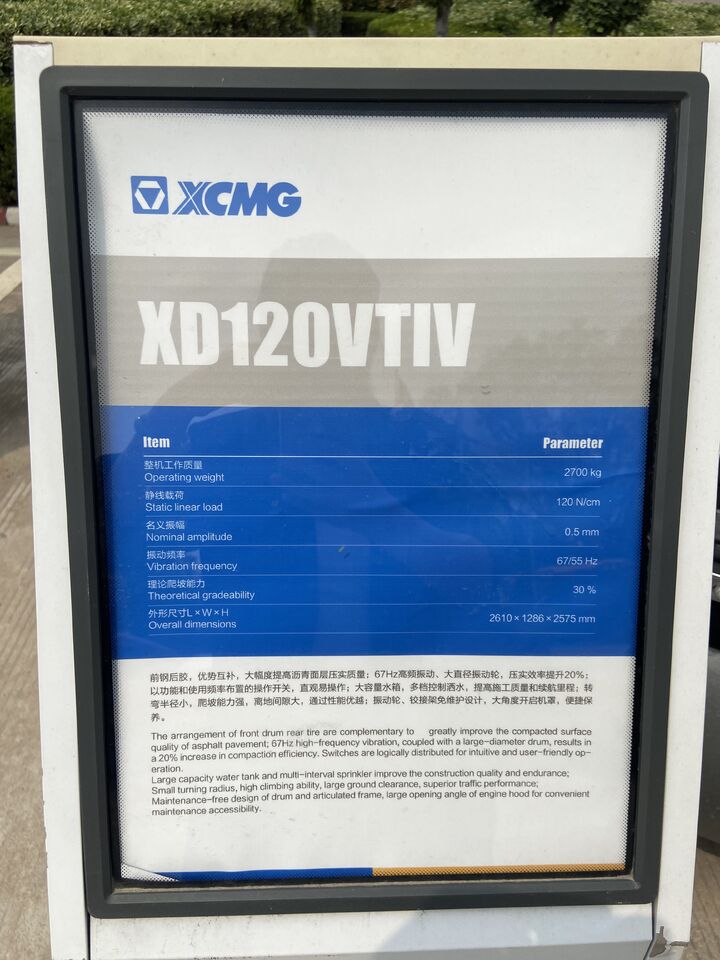 XCMG
XD120VTIV
Item Parameter
整机工作质量
Operating weight 2700 kg
静线载荷
Static linear load 120 N/cm
名义振幅
Nominal amplitude 0.5 mm
振动频率
Vibration frequency 67/55 Hz
理论爬坡能力
Theoretical gradeability 30 %
外形尺寸L×W×H
Overall dimensions 2610×1286×2575 mm
前钢后胶，优势互补，大幅度提高沥青面层压实质量；67Hz高频振动、大直径振动轮，压实效率提升20%；
以功能和使用频率布置的操作开关，直观易操作；大容量水箱，多档控制洒水，提高施工质量和续航里程；转
弯半径小，爬坡能力强，离地间隙大，通过性能优越；振动轮、铰接架免维护设计，大角度开启机罩，便捷保
养。
The arrangement of front drum rear tire are complementary to greatly improve the compacted surface
quality of asphalt pavement; 67Hz high-frequency vibration, coupled with a large-diameter drum, results in
a 20% increase in compaction efficiency. Switches are logically distributed for intuitive and user-friendly op-
eration.
Large capacity water tank and multi-interval sprinkler improve the construction quality and endurance;
Small turning radius, high climbing ability, large ground clearance, superior traffic performance;
Maintenance-free design of drum and articulated frame, large opening angle of engine hood for convenient
maintenance accessibility.